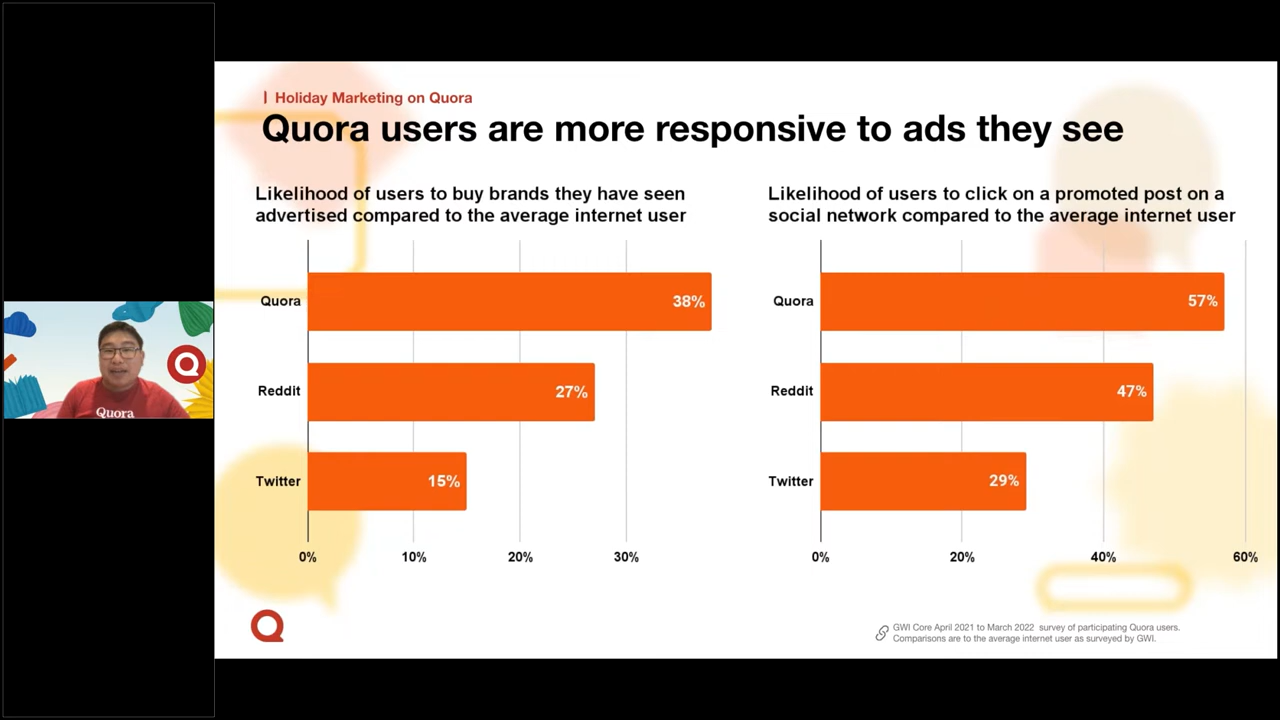 Holiday Marketing on Quora
Quora users are more responsive to ads they see
Likelihood of users to buy brands they have seen
advertised compared to the average internet user
Quora
38%
Reddit
27%
Twitter
15%
0%
10%
20%
30%
Likelihood of users to click on a promoted post on a
social network compared to the average internet user
Quora
57%
Reddit
47%
Twitter
29%
0%
20%
40%
60%
GWI Core April 2021 to March 2022 survey of participating Quora users.
Comparisons are to the average internet user as surveyed by GWI.
Quora